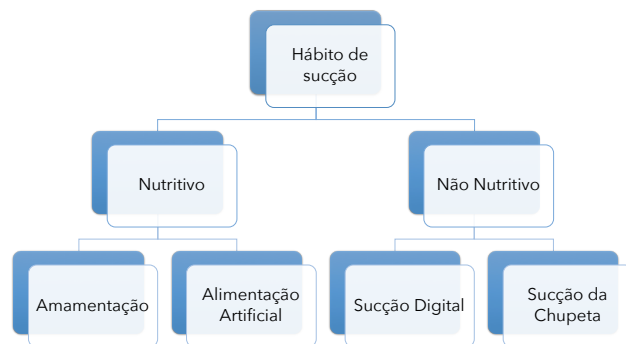 Hábito de
sucção
Nutritivo
Não Nutritivo
Amamentação
Alimentação
Artificial
Sucção Digital
Sucção da
Chupeta